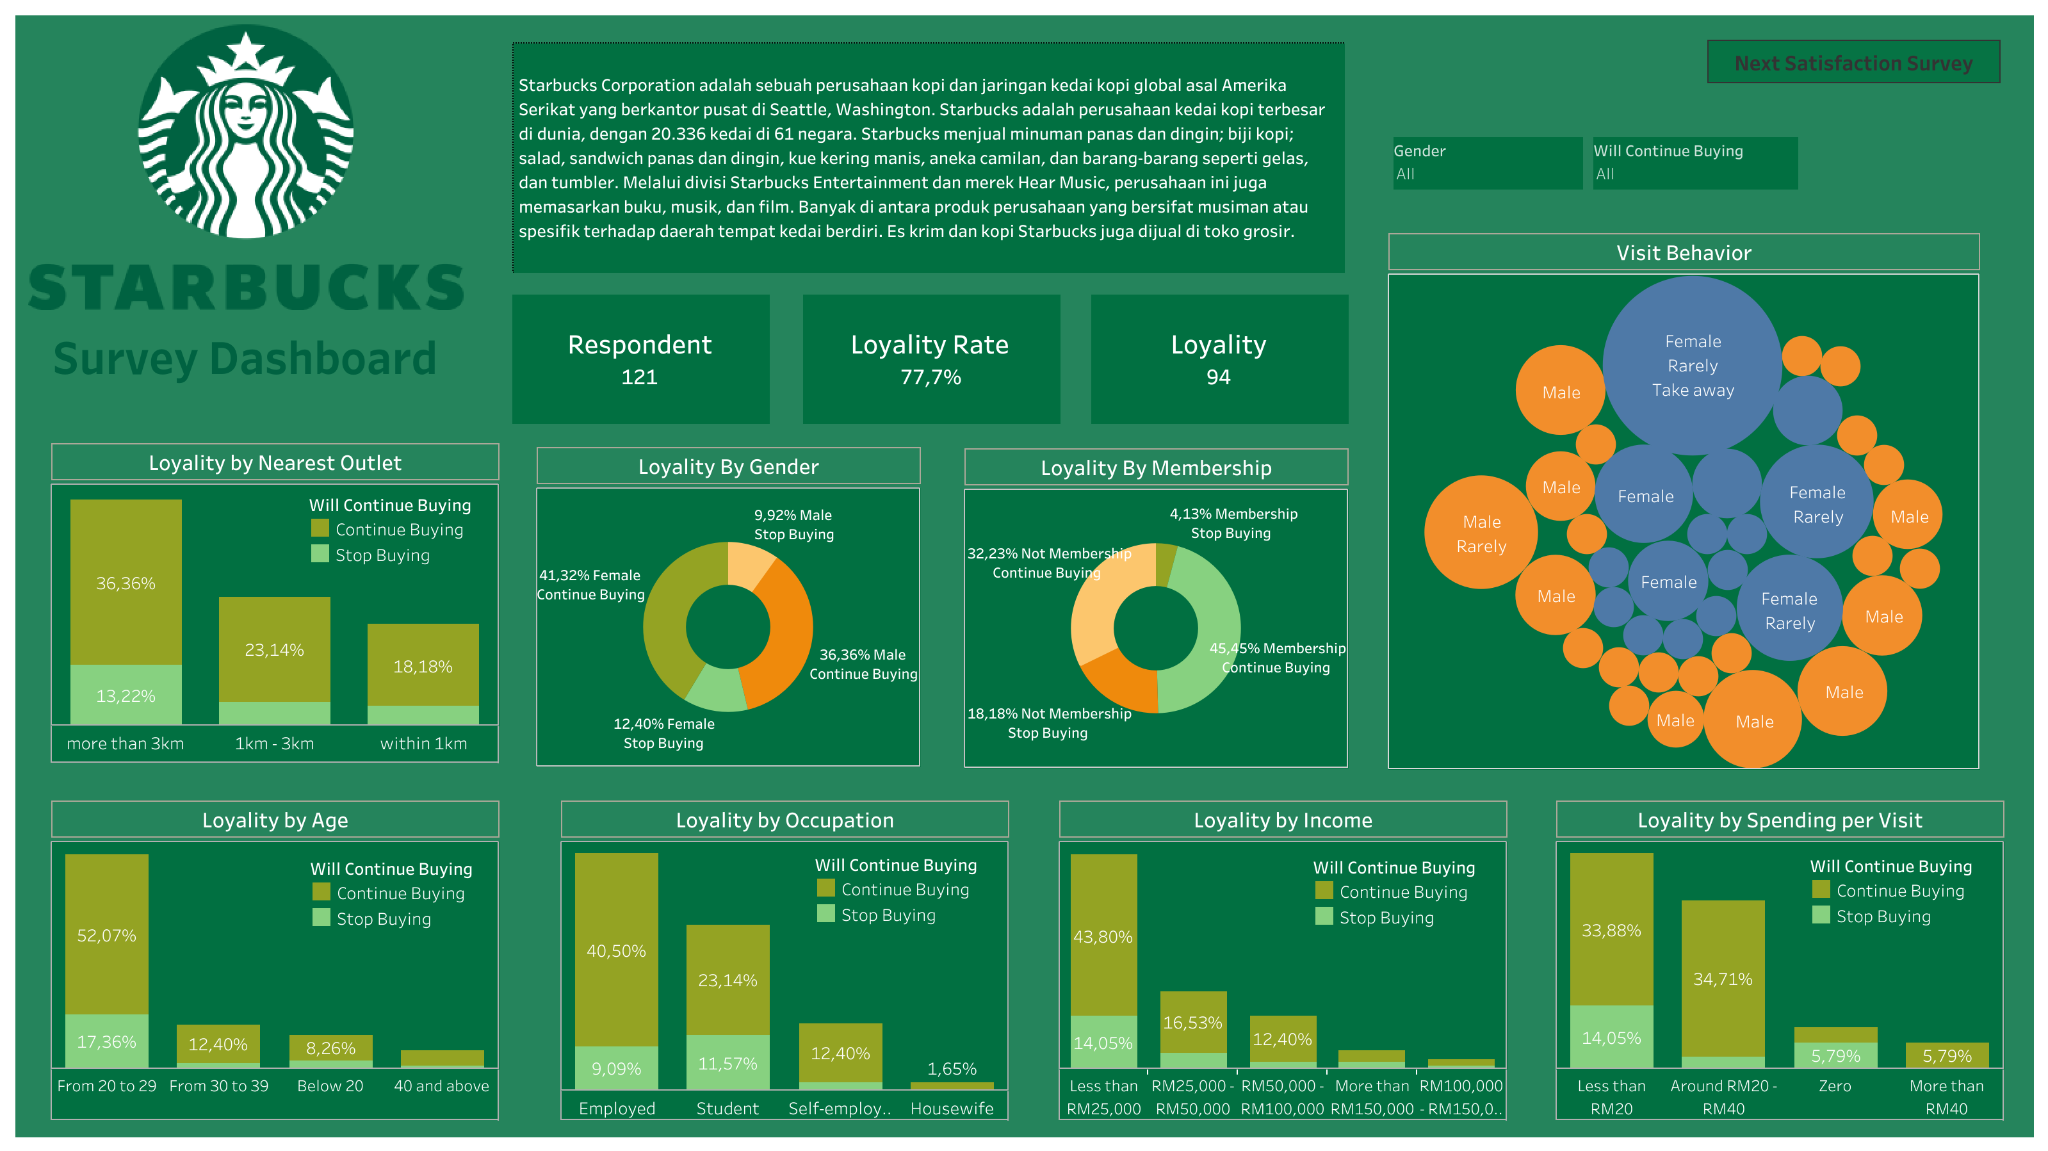 STARBUCKS
Survey Dashboard
Starbucks Corporation adalah sebuah perusahaan kopi dan jaringan kedai kopi global asal Amerika
Serikat yang berkantor pusat di Seattle, Washington. Starbucks adalah perusahaan kedai kopi terbesar
di dunia, dengan 20.336 kedai di 61 negara. Starbucks menjual minuman panas dan dingin; biji kopi;
salad, sandwich panas dan dingin, kue kering manis, aneka camilan, dan barang-barang seperti gelas,
dan tumbler. Melalui divisi Starbucks Entertainment dan merek Hear Music, perusahaan ini juga
memasarkan buku, musik, dan film. Banyak di antara produk perusahaan yang bersifat musiman atau
spesifik terhadap daerah tempat kedai berdiri. Es krim dan kopi Starbucks juga dijual di toko grosir.
Next Satisfaction Survey
Gender
All
Will Continue Buying
All
Respondent
121
Loyality Rate
77,7%
Loyality
94
Visit Behavior
Female
Rarely
Take away
Male
Male
Female
Female
Rarely
Male
Male
Rarely
Male
Female
Female
Rarely
Male
Male
Male
Male
Loyality by Nearest Outlet
Will Continue Buying
Continue Buying
Stop Buying
36,36%
23,14%
18,18%
13,22%
more than 3km
1km - 3km
within 1km
Loyality By Gender
9,92% Male
Stop Buying
41,32% Female
Continue Buying
36,36% Male
Continue Buying
12,40% Female
Stop Buying
Loyality By Membership
4,13% Membership
Stop Buying
32,23% Not Membership
Continue Buying
45,45% Membership
Continue Buying
18,18% Not Membership
Stop Buying
Loyality by Age
Will Continue Buying
Continue Buying
Stop Buying
52,07%
17,36%
12,40%
8,26%
From 20 to 29
From 30 to 39
Below 20
40 and above
Loyality by Occupation
Will Continue Buying
Continue Buying
Stop Buying
40,50%
23,14%
12,40%
1,65%
9,09%
11,57%
Employed
Student
Self-employ..
Housewife
Loyality by Income
Will Continue Buying
Continue Buying
Stop Buying
43,80%
16,53%
12,40%
14,05%
Less than
RM25,000
RM25,000 -
RM50,000
RM50,000 -
RM100,000
More than
RM150,000
RM100,000
- RM150,0..
Loyality by Spending per Visit
Will Continue Buying
Continue Buying
Stop Buying
33,88%
34,71%
14,05%
5,79%
5,79%
Less than
RM20
Around RM20 -
RM40
Zero
More than
RM40